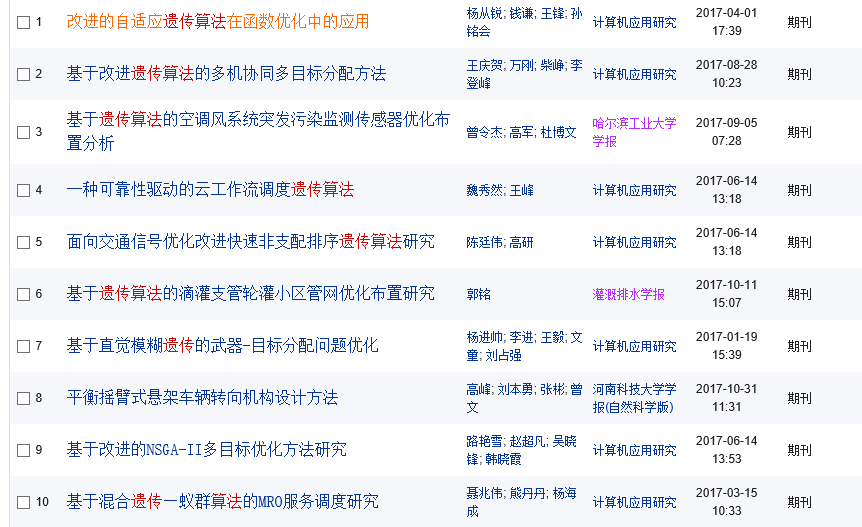 1 改进的自适应遗传算法在函数优化中的应用 杨丛锐; 钱谦; 王锋; 孙铭会 计算机应用研究 2017-04-01 17:39 期刊
2 基于改进遗传算法的多机协同多目标分配方法 王庆贺; 万刚; 柴峥; 李登峰 计算机应用研究 2017-08-28 10:23 期刊
3 基于遗传算法的空调风系统突发污染监测传感器优化布置分析 曾令杰; 高军; 杜博文 哈尔滨工业大学学报 2017-09-05 07:28 期刊
4 一种可靠性驱动的云工作流调度遗传算法 魏秀然; 王峰 计算机应用研究 2017-06-14 13:18 期刊
5 面向交通信号优化改进快速非支配排序遗传算法研究 陈廷伟; 高研 计算机应用研究 2017-06-14 13:18 期刊
6 基于遗传算法的滴灌支管轮灌小区管网优化布置研究 郭铭 灌溉排水学报 2017-10-11 15:07 期刊
7 基于直觉模糊遗传的武器-目标分配问题优化 杨进帅; 李进; 王毅; 文童; 刘占强 计算机应用研究 2017-01-19 15:39 期刊
8 平衡摇臂式悬架车辆转向机构设计方法 高峰; 刘本勇; 张彬; 曾文 河南科技大学学报(自然科学版) 2017-10-31 11:31 期刊
9 基于改进的NSGA-II多目标优化方法研究 路艳雪; 赵超凡; 吴晓锋; 韩晓霞 计算机应用研究 2017-06-14 13:53 期刊
10 基于混合遗传—蚁群算法的MRO服务调度研究 聂兆伟; 熊丹丹; 杨海成 计算机应用研究 2017-03-15 10:33 期刊